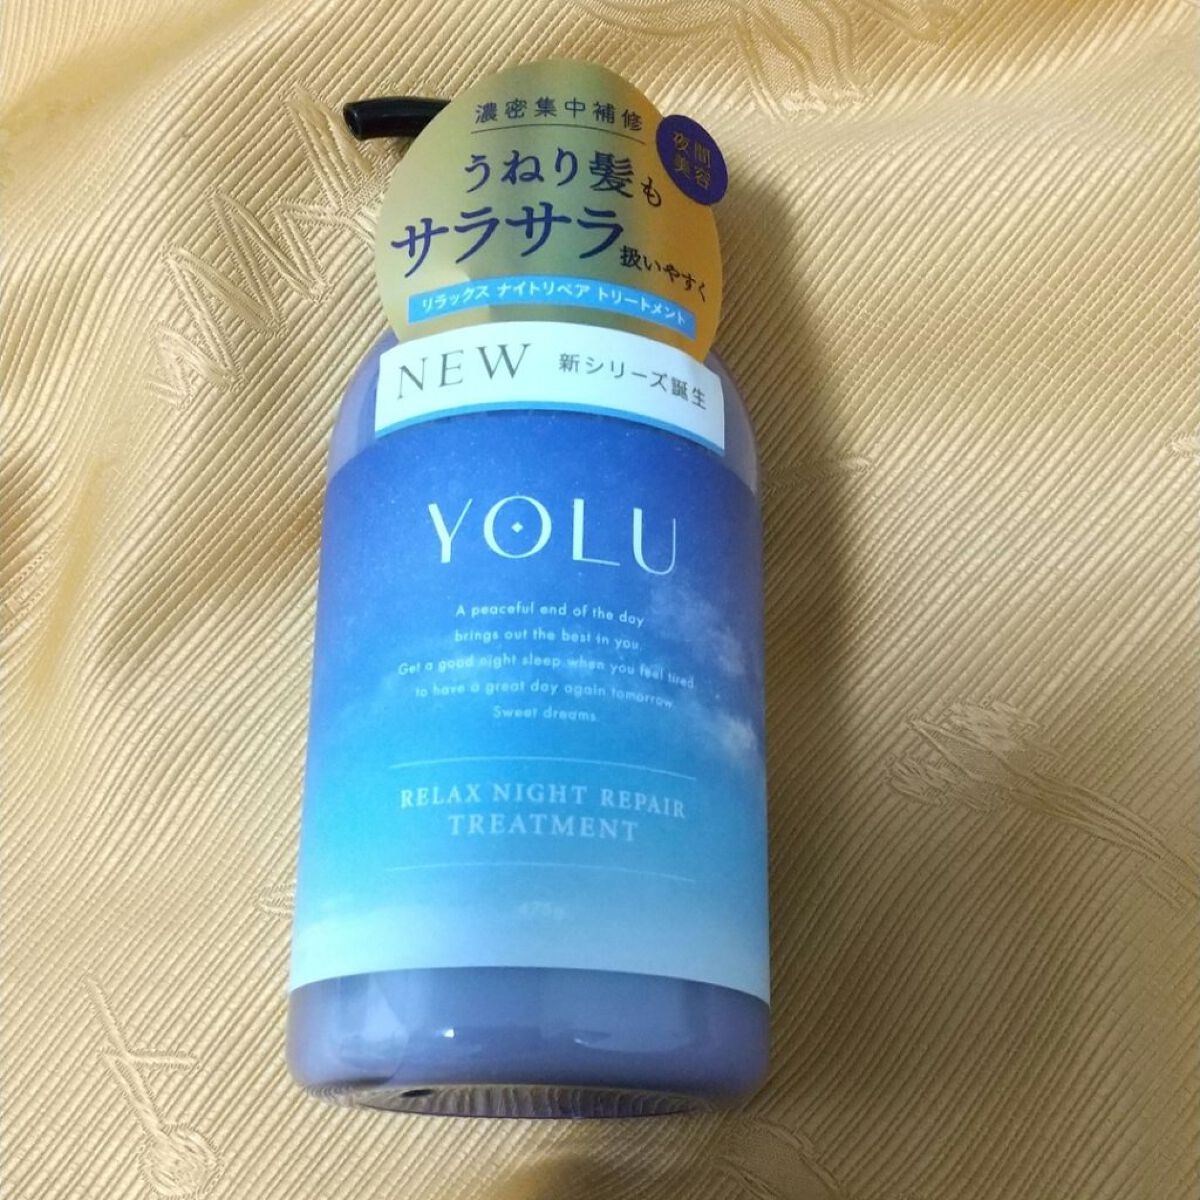 濃密集中補修
夜間
美容
うねり髪も
サラサラ扱いやすく
リラックス ナイトリペア トリートメント
NEW 新シリーズ誕生
YOLU
A peaceful end of the day
brings out the best in you.
Get a good night sleep when you feel tired
to have a great day again tomorrow.
Sweet dreams.
RELAX NIGHT REPAIR
TREATMENT
475g